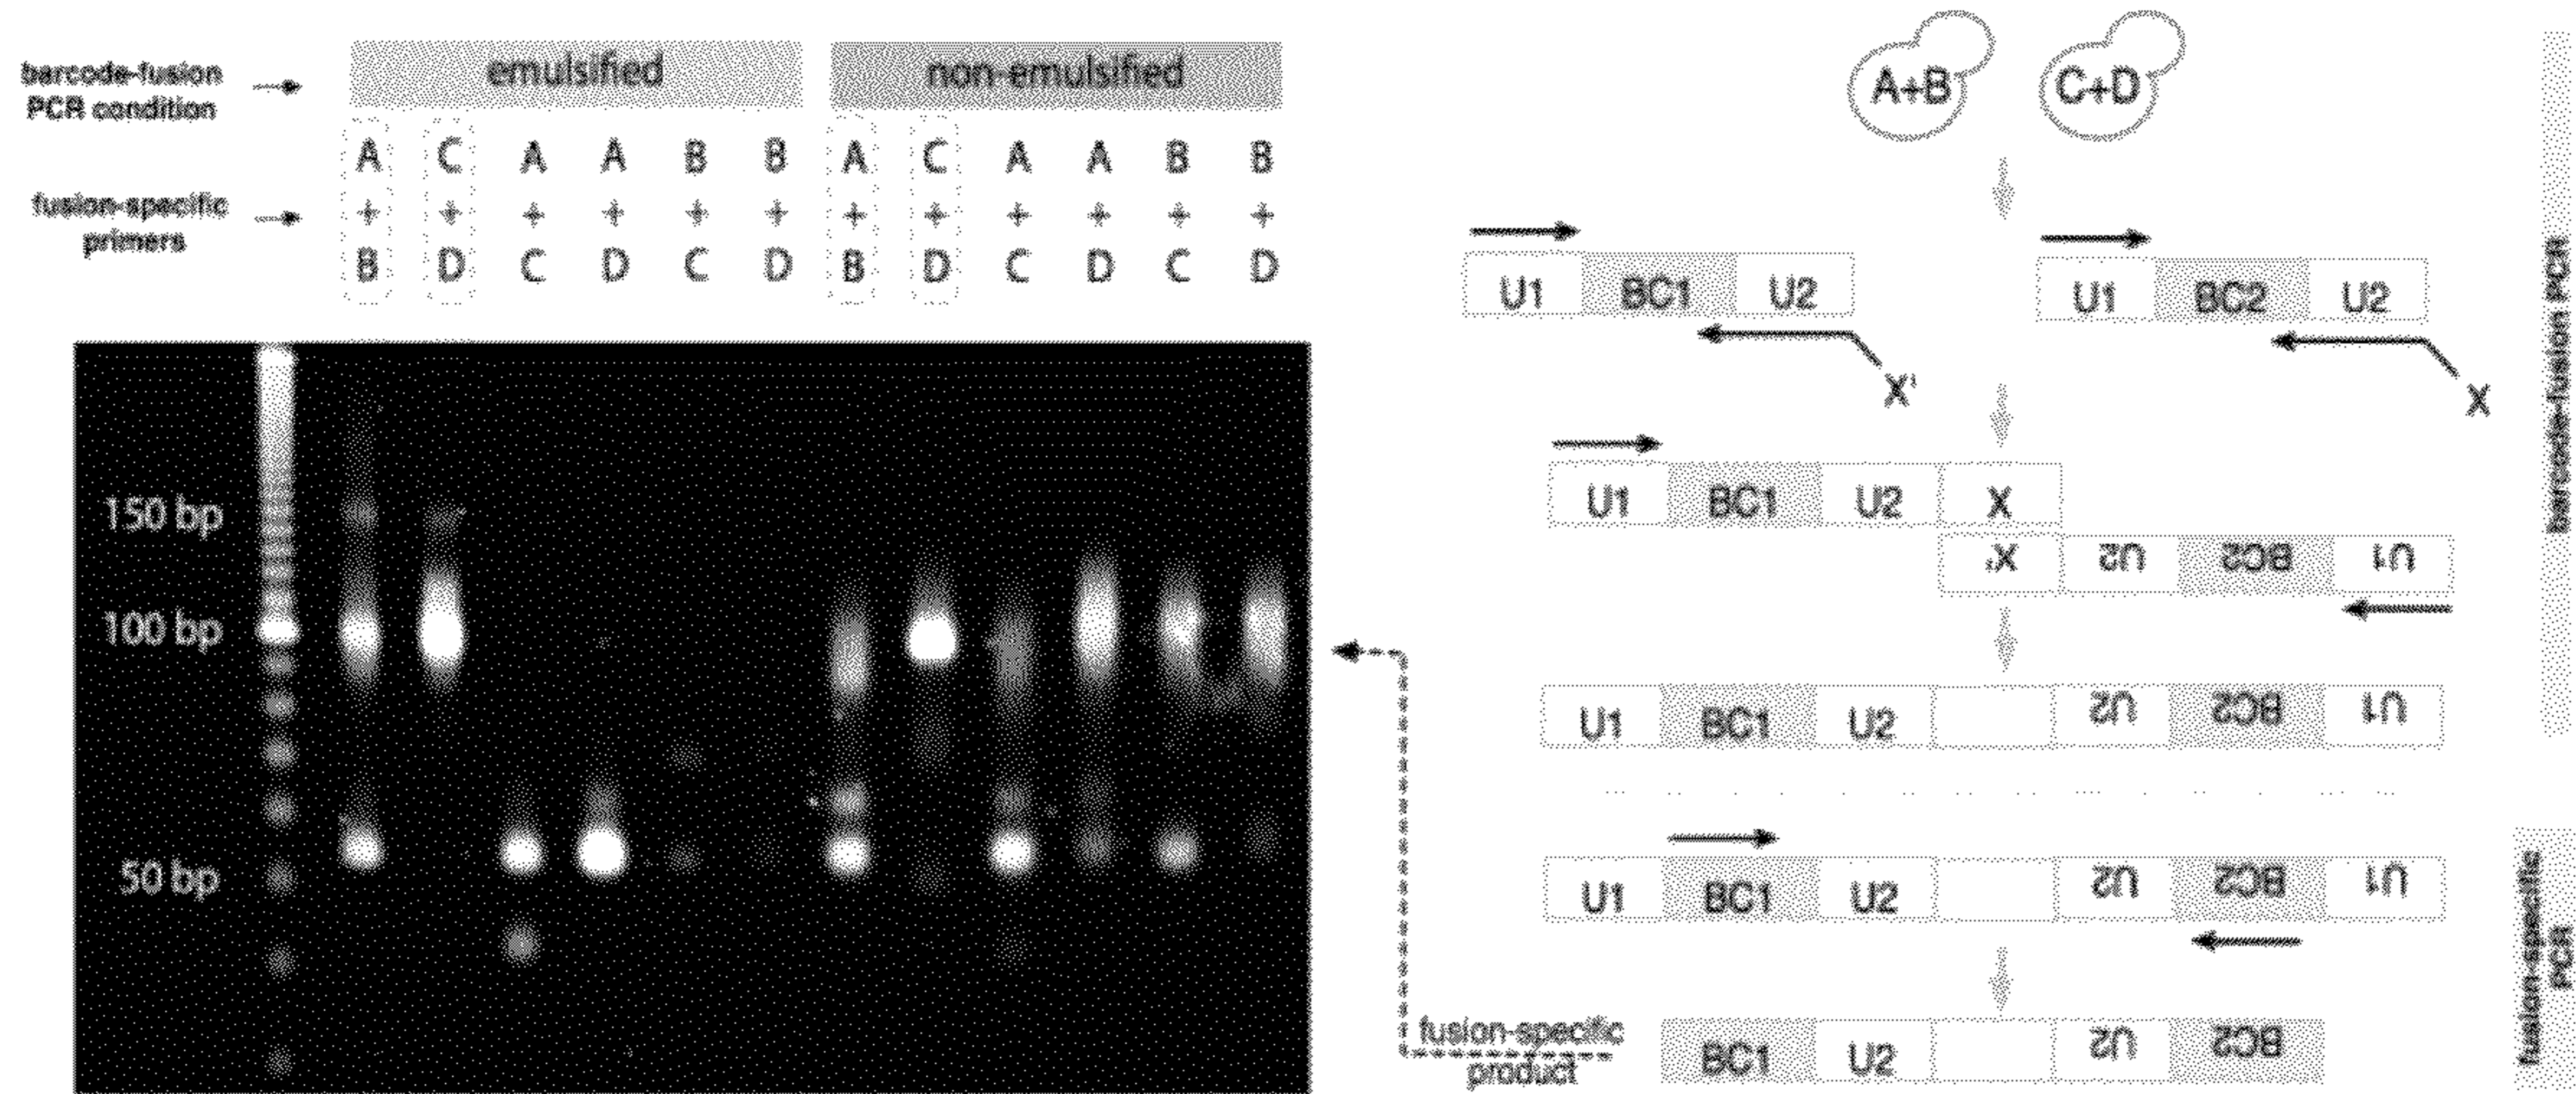 barcode-fusion
PCR condition
emulsified
non-emulsified
A C A A B B A C A A B B
fusion-specific
primers
+ + + + + + + + + + + +
B D C D C D B D C D C D
150 bp
100 bp
50 bp
A+B
C+D
U1 BC1 U2
U1 BC2 U2
X'
X
U1 BC1 U2 X
X' U2 BC2 U1
U1 BC1 U2 U2 BC2 U1
U1 BC1 U2 U2 BC2 U1
fusion-specific
product
BC1 U2 U2 BC2
barcode-fusion PCR
fusion-specific
PCR